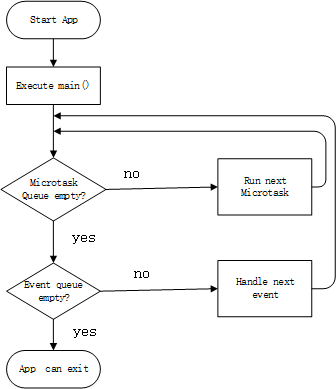 Start App
Execute main()
Microtask
Queue empty?
no
Run next
Microtask
yes
Event queue
empty?
no
Handle next
event
yes
App can exit